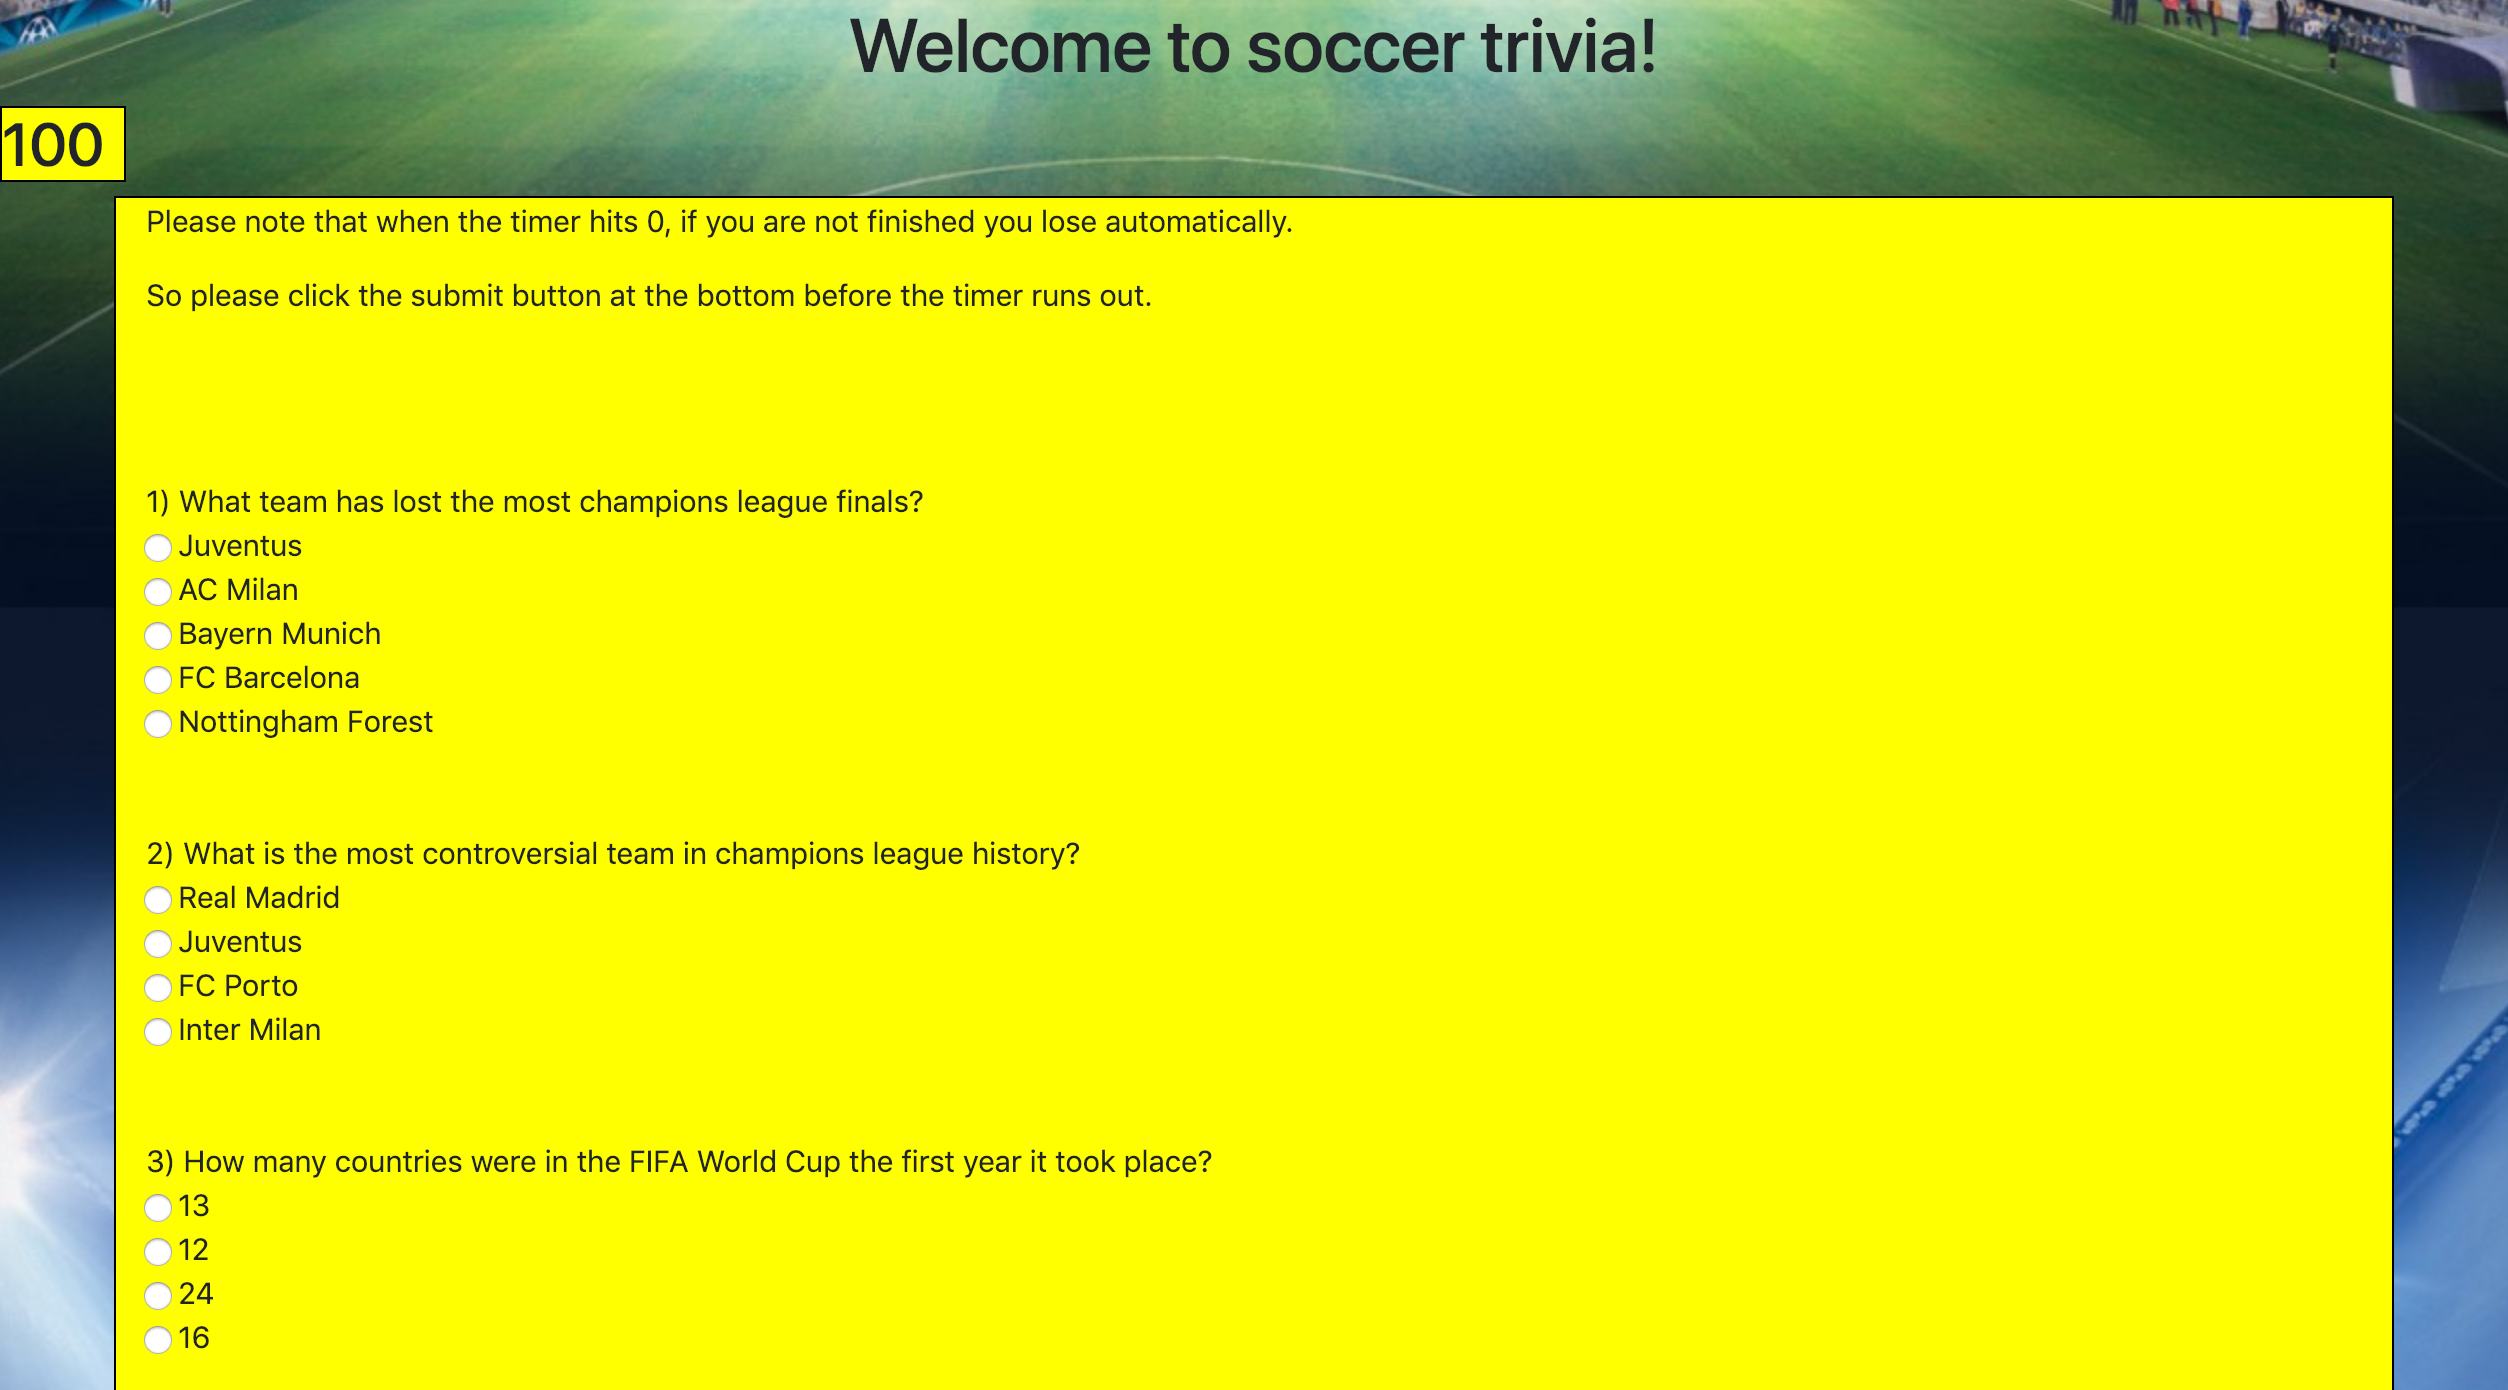 Welcome to soccer trivia!
100
Please note that when the timer hits 0, if you are not finished you lose automatically.
So please click the submit button at the bottom before the timer runs out.
1) What team has lost the most champions league finals?
Juventus
AC Milan
Bayern Munich
FC Barcelona
Nottingham Forest
2) What is the most controversial team in champions league history?
Real Madrid
Juventus
FC Porto
Inter Milan
3) How many countries were in the FIFA World Cup the first year it took place?
13
12
24
16